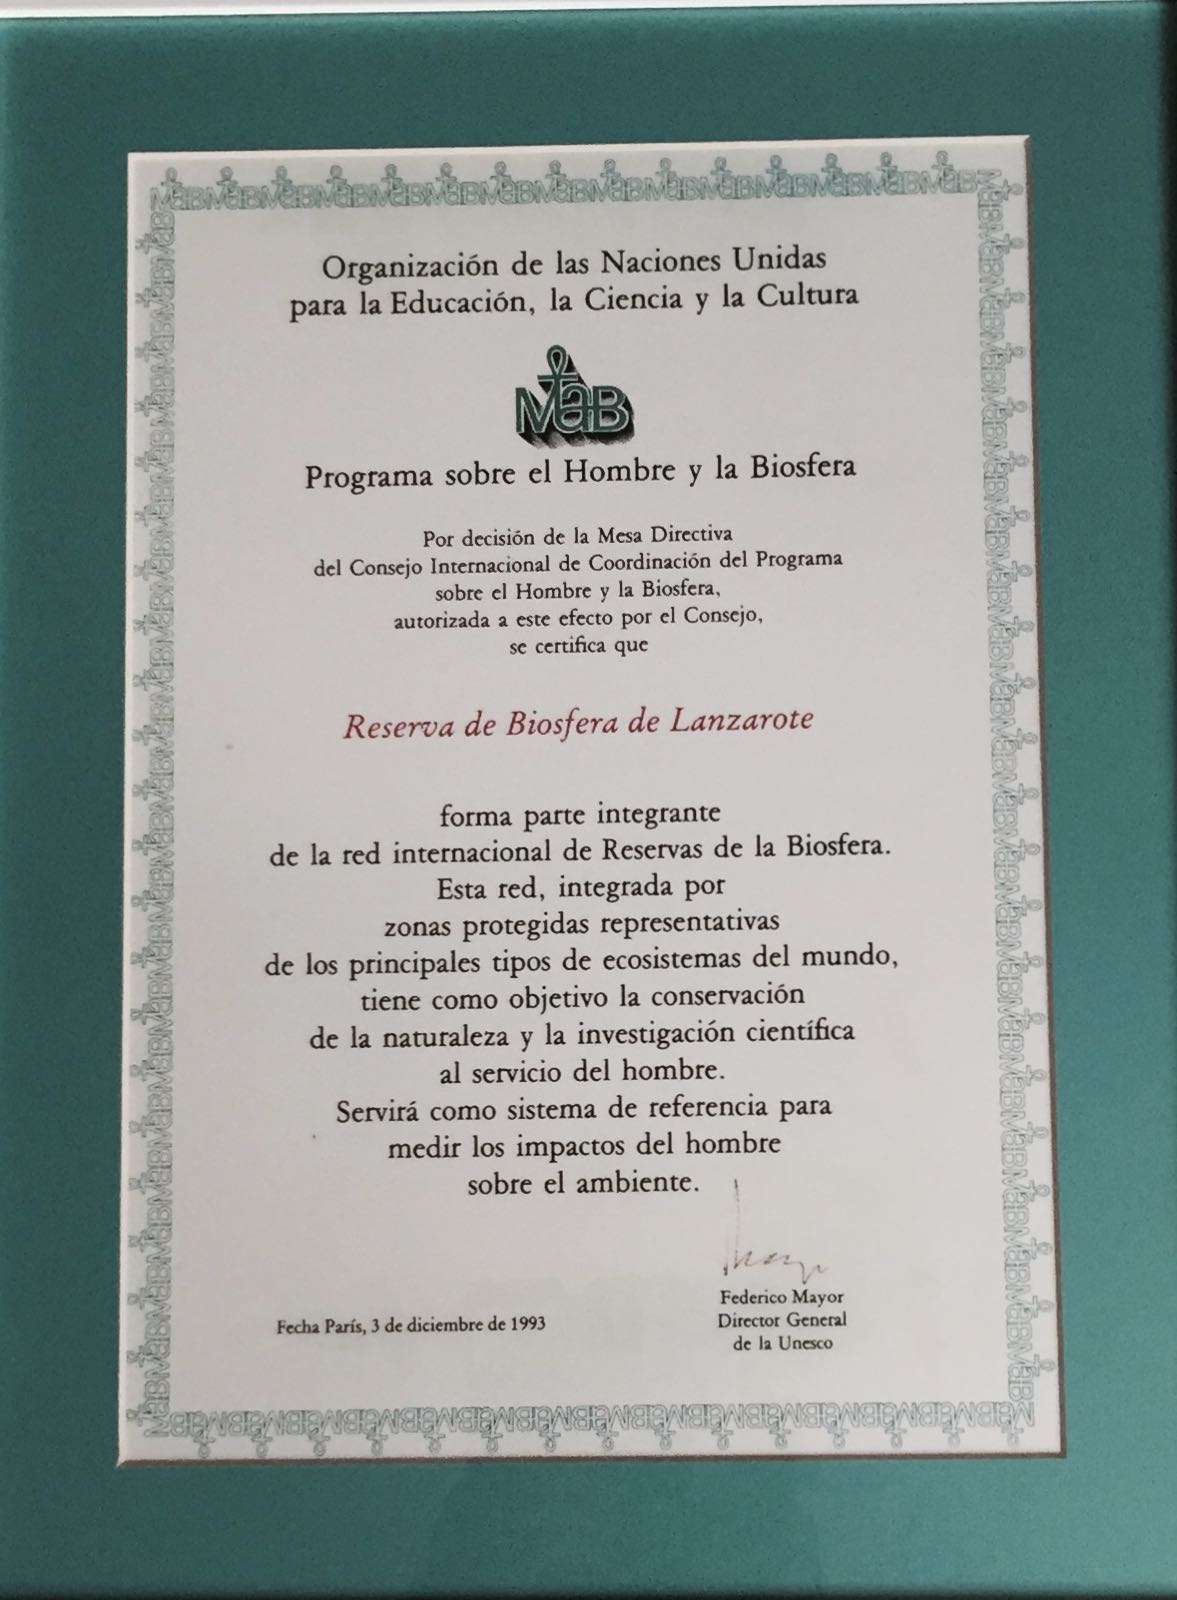 Organización de las Naciones Unidas
para la Educación, la Ciencia y la Cultura
MaB
Programa sobre el Hombre y la Biosfera
Por decisión de la Mesa Directiva
del Consejo Internacional de Coordinación del Programa
sobre el Hombre y la Biosfera,
autorizada a este efecto por el Consejo,
se certifica que
Reserva de Biosfera de Lanzarote
forma parte integrante
de la red internacional de Reservas de la Biosfera.
Esta red, integrada por
zonas protegidas representativas
de los principales tipos de ecosistemas del mundo,
tiene como objetivo la conservación
de la naturaleza y la investigación científica
al servicio del hombre.
Servirá como sistema de referencia para
medir los impactos del hombre
sobre el ambiente.
Federico Mayor
Director General
de la Unesco
Fecha París, 3 de diciembre de 1993